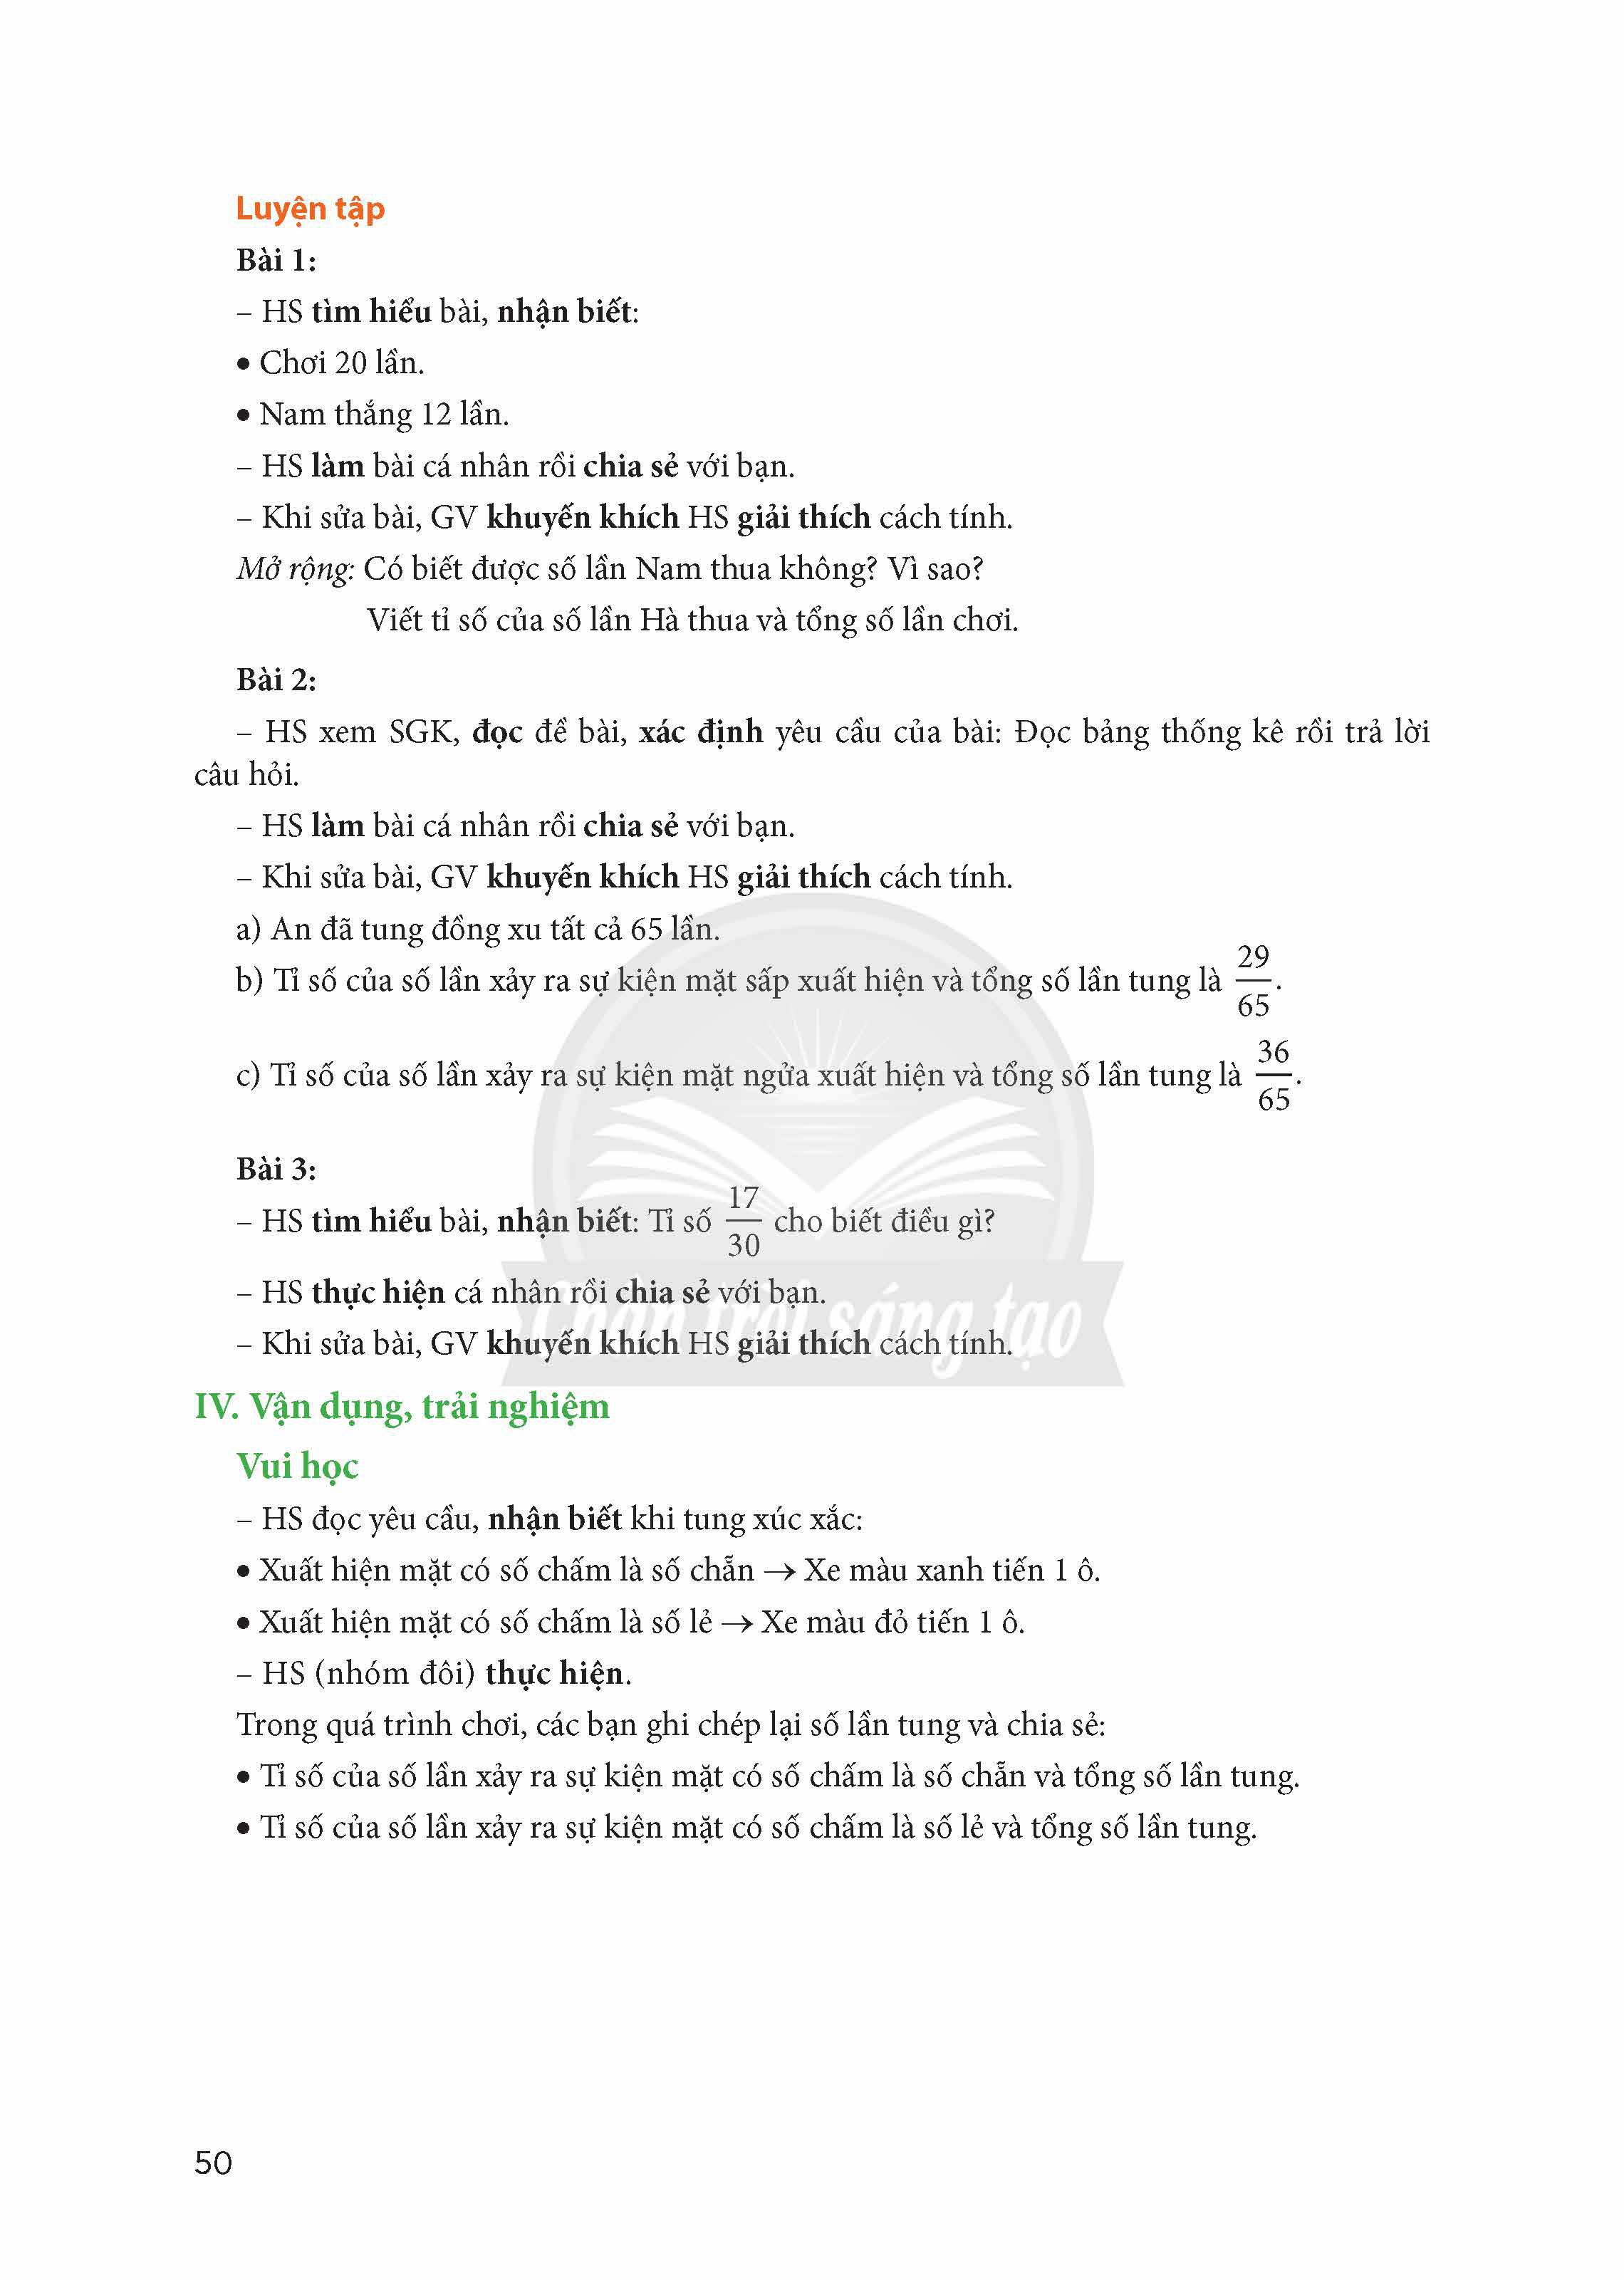 Luyện tập
Bài 1:
– HS tìm hiểu bài, nhận biết:
• Chơi 20 lần.
• Nam thắng 12 lần.
– HS làm bài cá nhân rồi chia sẻ với bạn.
– Khi sửa bài, GV khuyến khích HS giải thích cách tính.
Mở rộng: Có biết được số lần Nam thua không? Vì sao?
Viết tỉ số của số lần Hà thua và tổng số lần chơi.
Bài 2:
– HS xem SGK, đọc đề bài, xác định yêu cầu của bài: Đọc bảng thống kê rồi trả lời
câu hỏi.
– HS làm bài cá nhân rồi chia sẻ với bạn.
– Khi sửa bài, GV khuyến khích HS giải thích cách tính.
a) An đã tung đồng xu tất cả 65 lần.
b) Tỉ số của số lần xảy ra sự kiện mặt sấp xuất hiện và tổng số lần tung là 29/65.
c) Tỉ số của số lần xảy ra sự kiện mặt ngửa xuất hiện và tổng số lần tung là 36/65.
Bài 3:
– HS tìm hiểu bài, nhận biết: Tỉ số 17/30 cho biết điều gì?
– HS thực hiện cá nhân rồi chia sẻ với bạn.
– Khi sửa bài, GV khuyến khích HS giải thích cách tính.
Chân trời sáng tạo
IV. Vận dụng, trải nghiệm
Vui học
– HS đọc yêu cầu, nhận biết khi tung xúc xắc:
• Xuất hiện mặt có số chấm là số chẵn → Xe màu xanh tiến 1 ô.
• Xuất hiện mặt có số chấm là số lẻ → Xe màu đỏ tiến 1 ô.
– HS (nhóm đôi) thực hiện.
Trong quá trình chơi, các bạn ghi chép lại số lần tung và chia sẻ:
• Tỉ số của số lần xảy ra sự kiện mặt có số chấm là số chẵn và tổng số lần tung.
• Tỉ số của số lần xảy ra sự kiện mặt có số chấm là số lẻ và tổng số lần tung.
50